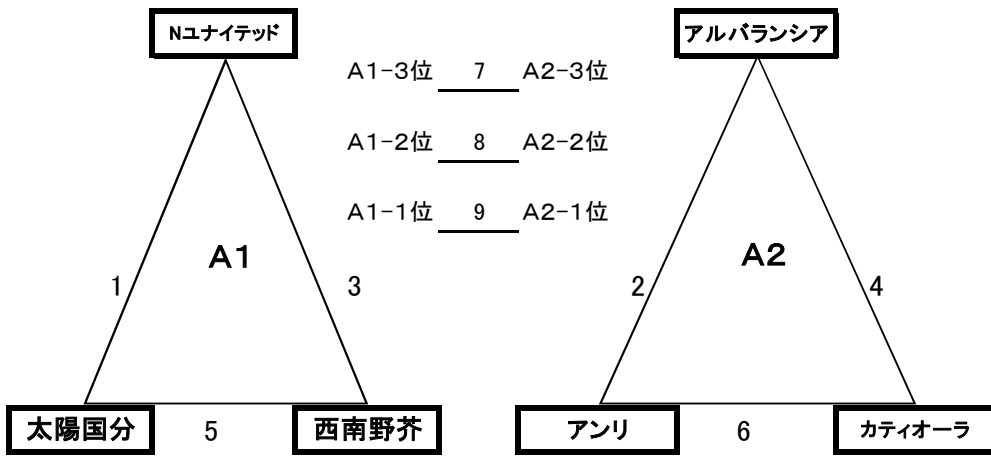 Nユナイテッド
アルバランシア
A1-3位 7 A2-3位
A1-2位 8 A2-2位
A1-1位 9 A2-1位
A1
A2
1
3
2
4
太陽国分
5
西南野芥
アンリ
6
カティオーラ